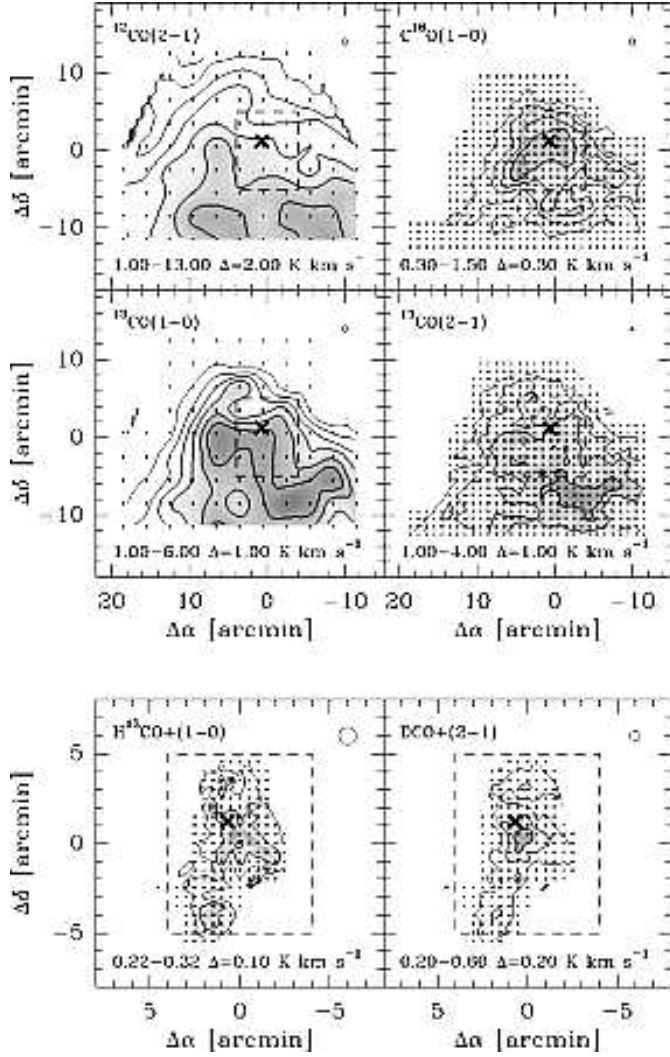 ¹²CO(2−1)
C¹⁸O(1−0)
10
0
−10
Δδ [arcmin]
1.00−13.00 Δ=2.00 K km s⁻
0.30−1.50 Δ=0.30 K km s⁻¹
CO(1−0)
¹³CO(2−1)
10
0
−10
Δδ [arcmin]
1.00−6.00 Δ=1.00 K km s⁻¹
1.00−4.00 Δ=1.00 K km s⁻¹
20 10 0 −10
20 10 0 −10
Δα [arcmin]
Δα [arcmin]
H¹³CO+(1−0)
DCO+(2−1)
5
0
−5
Δδ [arcmin]
0.22−0.32 Δ=0.10 K km s⁻¹
0.20−0.60 Δ=0.20 K km s⁻¹
5 0 −5
5 0 −5
Δα [arcmin]
Δα [arcmin]